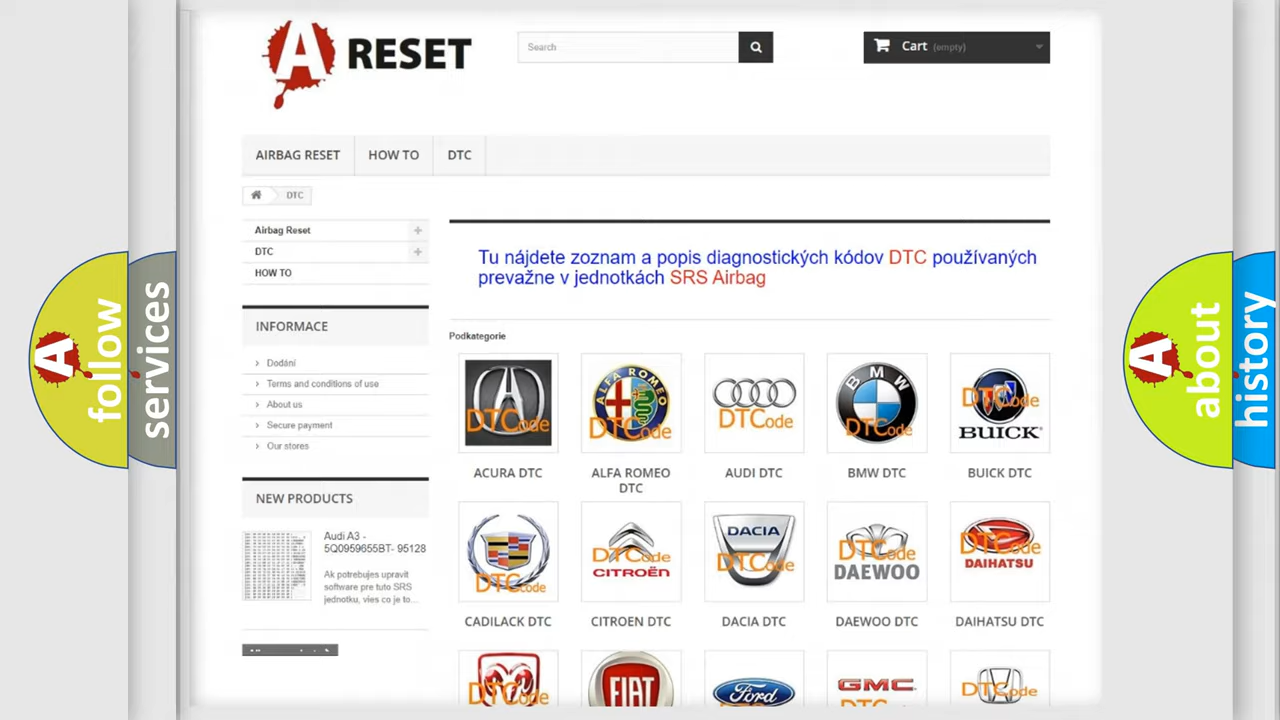 A RESET
Search
Cart (empty)
AIRBAG RESET
HOW TO
DTC
DTC
Airbag Reset
DTC
HOW TO
INFORMACE
Dodání
Terms and conditions of use
About us
Secure payment
Our stores
NEW PRODUCTS
Audi A3 -
5Q0959655BT- 95128
Ak potrebujes upravit
software pre tuto SRS
jednotku, vies co je to...
Tu nájdete zoznam a popis diagnostických kódov DTC používaných
prevažne v jednotkách SRS Airbag
Podkategorie
DTCode
ALFA ROMEO
DTCode
DTCode
BMW
DTCode
DTCode
BUICK
ACURA DTC
ALFA ROMEO
DTC
AUDI DTC
BMW DTC
BUICK DTC
DTCode
DTCode
CITROËN
DACIA
DTCode
DTCode
DAEWOO
DTCode
DAIHATSU
CADILACK DTC
CITROEN DTC
DACIA DTC
DAEWOO DTC
DAIHATSU DTC
DTCode
FIAT
Ford
GMC
DTCode
A follow
services
A about
history